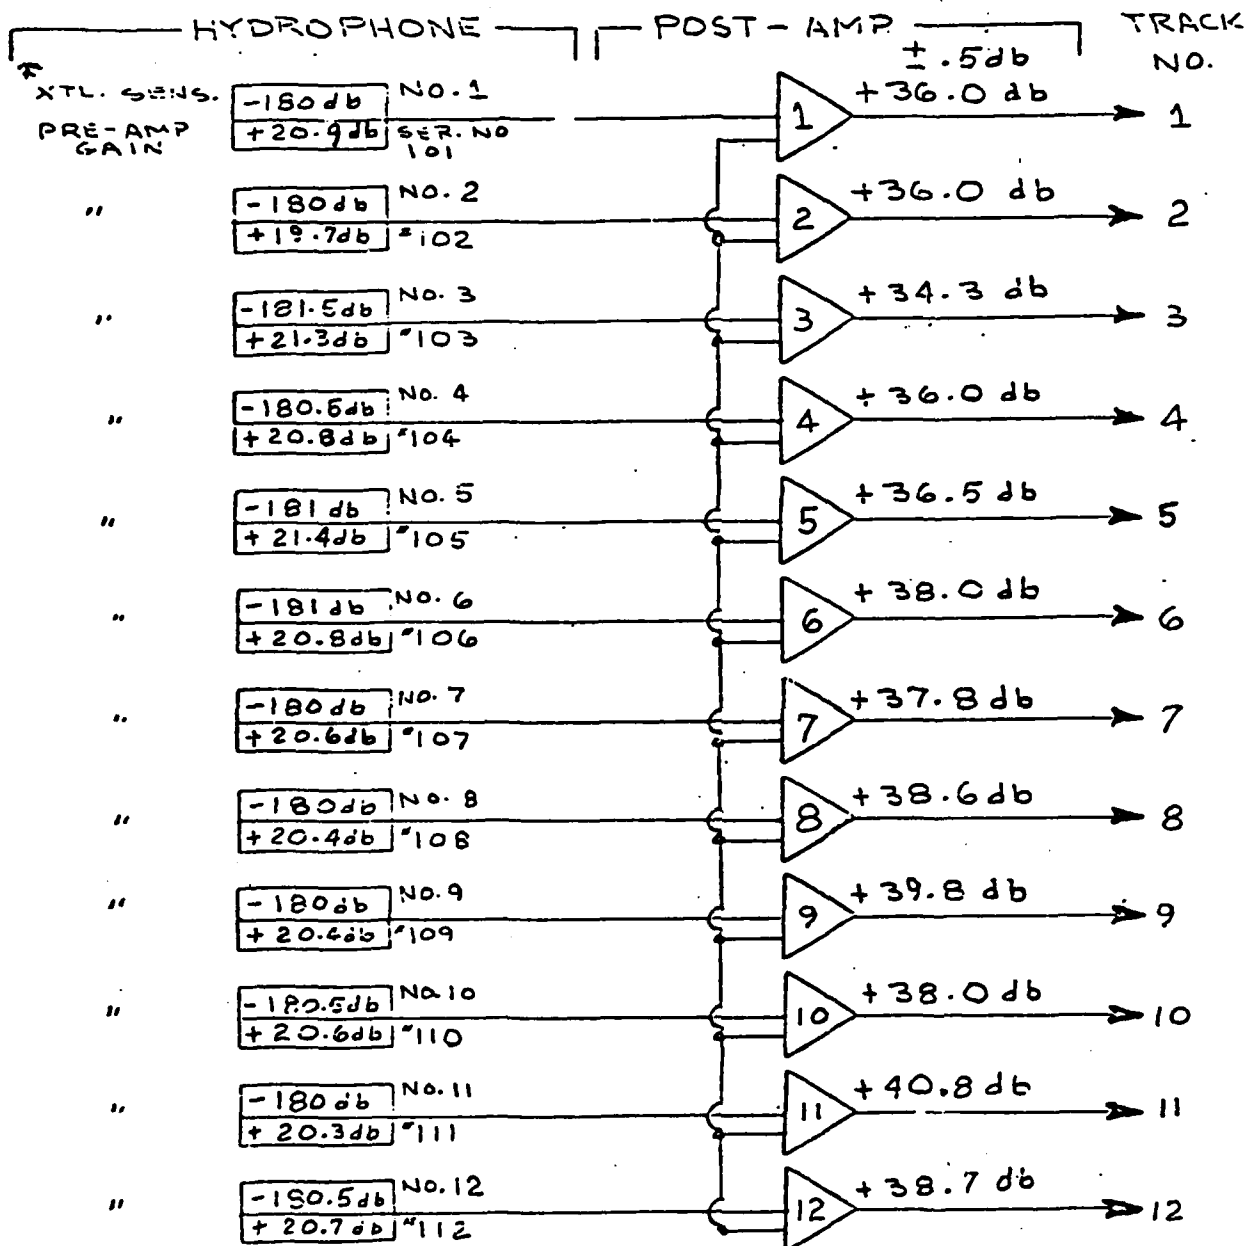 HYDROPHONE POST-AMP TRACK NO.
± .5db
XTL. SENS. -180 db NO. 1 1 +36.0 db 1
PRE-AMP GAIN +20.9db SER. NO 101
" -180db NO. 2 2 +36.0 db 2
+19.7db #102
" -181.5db NO. 3 3 +34.3 db 3
+21.3db #103
" -180.5db NO. 4 4 +36.0 db 4
+20.8db #104
" -181 db NO. 5 5 +36.5 db 5
+21.4db #105
" -181db NO. 6 6 +38.0 db 6
+20.8db #106
" -180db NO. 7 7 +37.8 db 7
+20.6db #107
" -180db NO. 8 8 +38.6 db 8
+20.4db #108
" -180db NO. 9 9 +39.8 db 9
#109
" -180.5db NO. 10 10 +38.0 db 10
+20.6db #110
" -180 db NO. 11 11 +40.8 db 11
+20.3db #111
" -180.5db NO. 12 12 +38.7 db 12
+20.7db #112